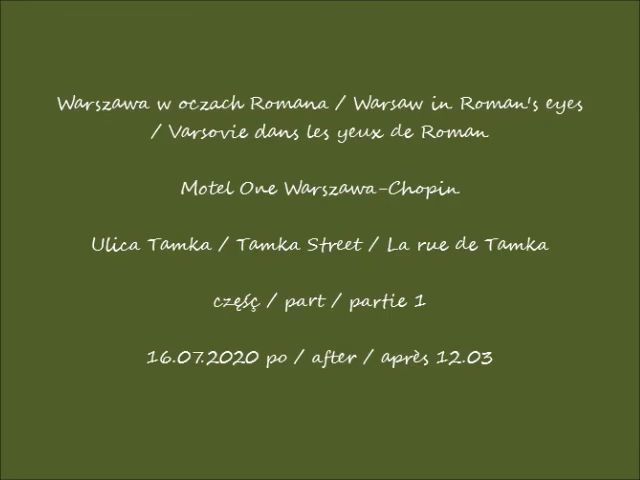 Warszawa w oczach Romana / Warsaw in Roman's eyes
/ Varsovie dans les yeux de Roman
Motel One Warszawa-Chopin
Ulica Tamka / Tamka Street / La rue de Tamka
częśç / part / partie 1
16.07.2020 po / after / après 12.03